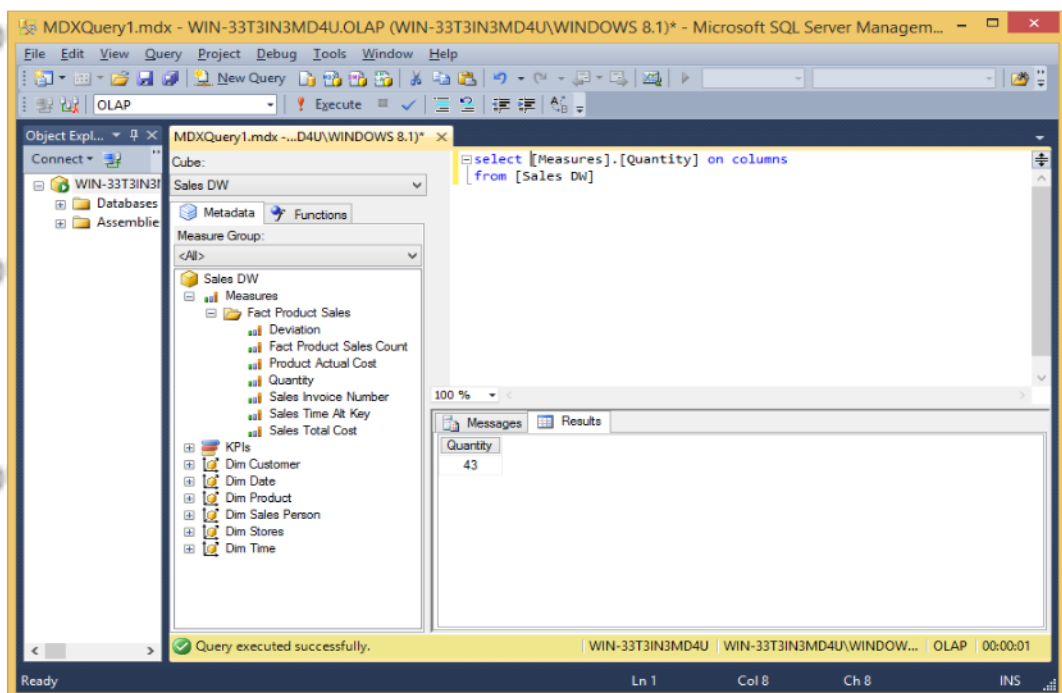 MDXQuery1.mdx - WIN-33T3IN3MD4U.OLAP (WIN-33T3IN3MD4U\WINDOWS 8.1)* - Microsoft SQL Server Managem...
File Edit View Query Project Debug Tools Window Help
New Query
OLAP Execute
Object Expl...
Connect
WIN-33T3IN3
Databases
Assemblie
MDXQuery1.mdx -...D4U\WINDOWS 8.1)*
Cube:
Sales DW
Metadata Functions
Measure Group:
<All>
Sales DW
Measures
Fact Product Sales
Deviation
Fact Product Sales Count
Product Actual Cost
Quantity
Sales Invoice Number
Sales Time Alt Key
Sales Total Cost
KPIs
Dim Customer
Dim Date
Dim Product
Dim Sales Person
Dim Stores
Dim Time
select [Measures].[Quantity] on columns
from [Sales DW]
100 %
Messages Results
Quantity
43
Query executed successfully. WIN-33T3IN3MD4U WIN-33T3IN3MD4U\WINDOW... OLAP 00:00:01
Ready Ln 1 Col 8 Ch 8 INS